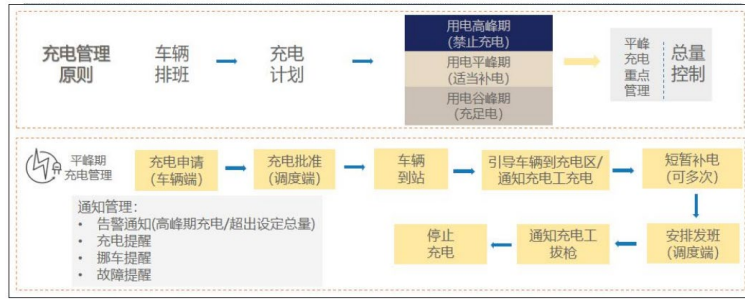 充电管理
原则
车辆
排班
充电
计划
用电高峰期
(禁止充电)
用电平峰期
(适当补电)
用电谷峰期
(充足电)
平峰
充电
重点
管理
总量
控制
平峰期
充电管理
充电申请
(车辆端)
充电批准
(调度端)
车辆
到站
引导车辆到充电区/
通知充电工充电
短暂补电
(可多次)
安排发班
(调度端)
通知充电工
拔枪
停止
充电
通知管理：
• 告警通知(高峰期充电/超出设定总量)
• 充电提醒
• 挪车提醒
• 故障提醒